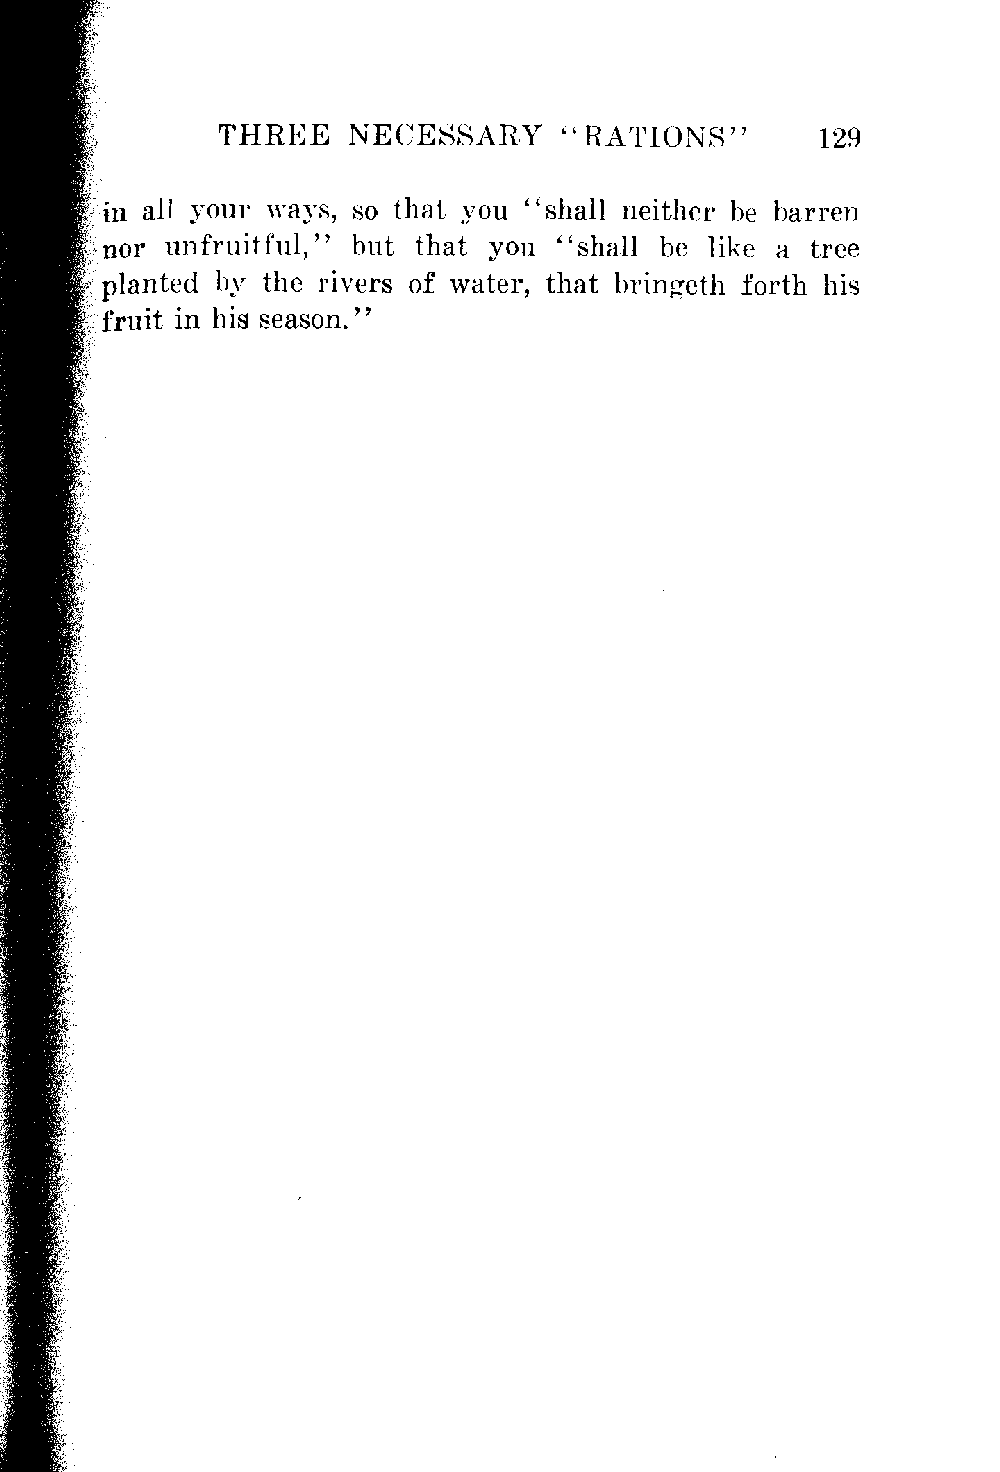 THREE NECESSARY "RATIONS" 129
in all your ways, so that you "shall neither be barren
nor unfruitful," but that you "shall be like a tree
planted by the rivers of water, that bringeth forth his
fruit in his season."